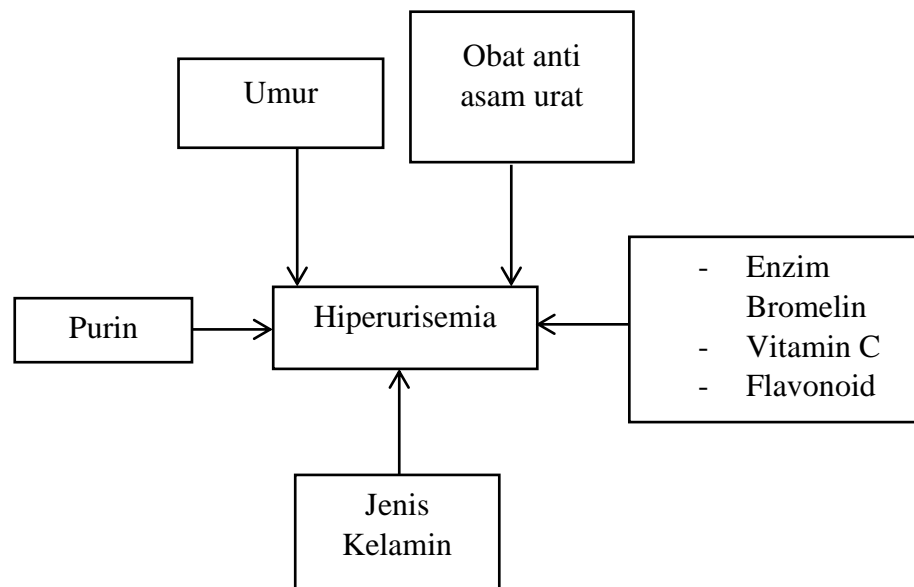 Obat anti
asam urat
Umur
Purin
Hiperurisemia
- Enzim
Bromelin
- Vitamin C
- Flavonoid
Jenis
Kelamin